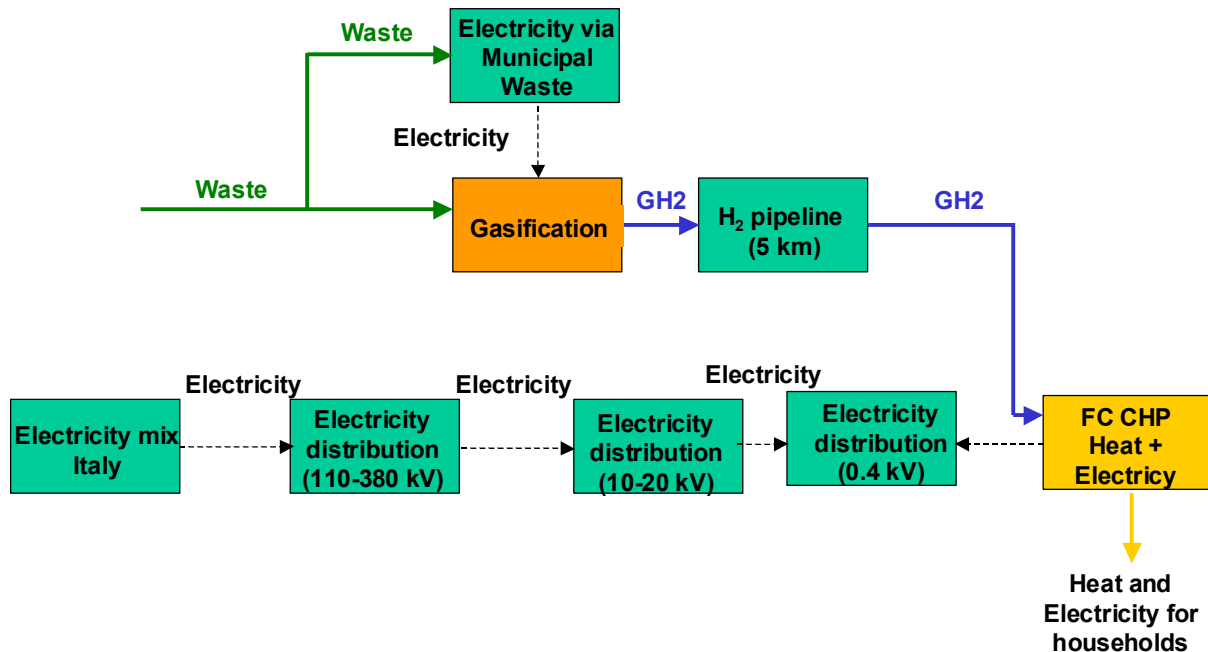 Waste
Electricity via
Municipal
Waste
Electricity
Waste
Gasification
GH2
H₂ pipeline
(5 km)
GH2
Electricity
Electricity
Electricity
Electricity mix
Italy
Electricity
distribution
(110-380 kV)
Electricity
distribution
(10-20 kV)
Electricity
distribution
(0.4 kV)
FC CHP
Heat +
Electricy
Heat and
Electricity for
households